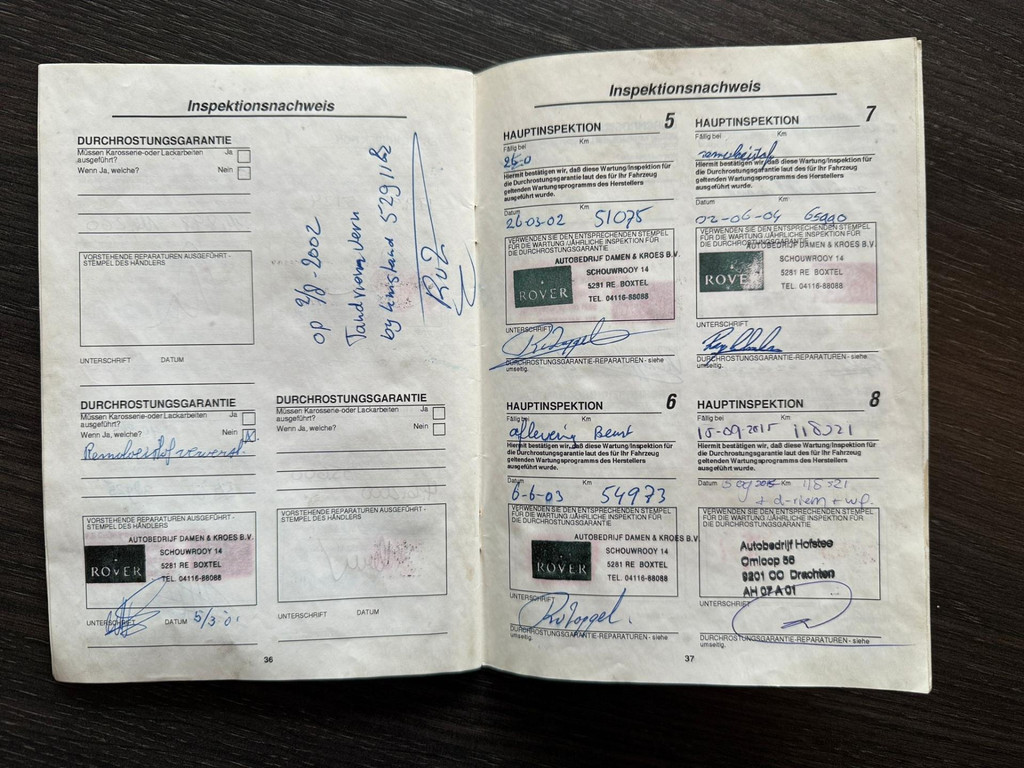 Inspektionsnachweis
DURCHROSTUNGSGARANTIE
Müssen Karosserie-oder Lackarbeiten Ja
ausgeführt?
Wenn Ja, welche? Nein
VORSTEHENDE REPARATUREN AUSGEFÜHRT -
STEMPEL DES HÄNDLERS
UNTERSCHRIFT DATUM
op 2/8-2002
Tandriem vern
by kmstand 52911
DURCHROSTUNGSGARANTIE
Müssen Karosserie-oder Lackarbeiten Ja
ausgeführt?
Wenn Ja, welche? Nein
Remvloeistof ververst.
VORSTEHENDE REPARATUREN AUSGEFÜHRT -
STEMPEL DES HÄNDLERS
AUTOBEDRIJF DAMEN & KROES B.V.
SCHOUWROOY 14
ROVER 5281 RE BOXTEL
TEL. 04116-88088
UNTERSCHRIFT DATUM 5/3.0
DURCHROSTUNGSGARANTIE
Müssen Karosserie-oder Lackarbeiten Ja
ausgeführt?
Wenn Ja, welche? Nein
VORSTEHENDE REPARATUREN AUSGEFÜHRT -
STEMPEL DES HÄNDLERS
UNTERSCHRIFT DATUM
36
Inspektionsnachweis
HAUPTINSPEKTION 5
Fällig bei Km
26-0
Hiermit bestätigen wir, daß diese Wartung/Inspektion für
die Durchrostungsgarantie laut des für Ihr Fahrzeug
geltenden Wartungsprogramms des Herstellers
ausgeführt wurde.
Datum Km
26-03-02 51075
VERWENDEN SIE DEN ENTSPRECHENDEN STEMPEL
FÜR DIE WARTUNG /JÄHRLICHE INSPEKTION FÜR
DIE DURCHROSTUNGSGARANTIE
AUTOBEDRIJF DAMEN & KROES B.V.
SCHOUWROOY 14
ROVER 5281 RE BOXTEL
TEL. 04116-88088
UNTERSCHRIFT
DURCHROSTUNGSGARANTIE-REPARATUREN - siehe
umseitig.
HAUPTINSPEKTION 6
Fällig bei Km
aflevering Beurt
Hiermit bestätigen wir, daß diese Wartung/Inspektion für
die Durchrostungsgarantie laut des für Ihr Fahrzeug
geltenden Wartungsprogramms des Herstellers
ausgeführt wurde.
Datum Km
6-6-03 54973
VERWENDEN SIE DEN ENTSPRECHENDEN STEMPEL
FÜR DIE WARTUNG /JÄHRLICHE INSPEKTION FÜR
DIE DURCHROSTUNGSGARANTIE
AUTOBEDRIJF DAMEN & KROES B.V.
SCHOUWROOY 14
ROVER 5281 RE BOXTEL
TEL. 04116-88088
UNTERSCHRIFT
DURCHROSTUNGSGARANTIE-REPARATUREN - siehe
umseitig.
HAUPTINSPEKTION 7
Fällig bei Km
Hiermit bestätigen wir, daß diese Wartung/Inspektion für
die Durchrostungsgarantie laut des für Ihr Fahrzeug
geltenden Wartungsprogramms des Herstellers
ausgeführt wurde.
Datum Km
02-06-04
VERWENDEN SIE DEN ENTSPRECHENDEN STEMPEL
FÜR DIE WARTUNG /JÄHRLICHE INSPEKTION FÜR
DIE DURCHROSTUNGSGARANTIE
AUTOBEDRIJF DAMEN & KROES B.V.
SCHOUWROOY 14
ROVER 5281 RE BOXTEL
TEL. 04116-88088
UNTERSCHRIFT
DURCHROSTUNGSGARANTIE-REPARATUREN - siehe
umseitig.
HAUPTINSPEKTION 8
Fällig bei Km
15-09-2015 118321
Hiermit bestätigen wir, daß diese Wartung/Inspektion für
die Durchrostungsgarantie laut des für Ihr Fahrzeug
geltenden Wartungsprogramms des Herstellers
ausgeführt wurde.
Datum Km
+ d-riem + wp.
VERWENDEN SIE DEN ENTSPRECHENDEN STEMPEL
FÜR DIE WARTUNG /JÄHRLICHE INSPEKTION FÜR
DIE DURCHROSTUNGSGARANTIE
Autobedrijf Hofstee
Omloop 56
9201 CC Drachten
AH 07 A 01
UNTERSCHRIFT
DURCHROSTUNGSGARANTIE-REPARATUREN - siehe
umseitig.
37